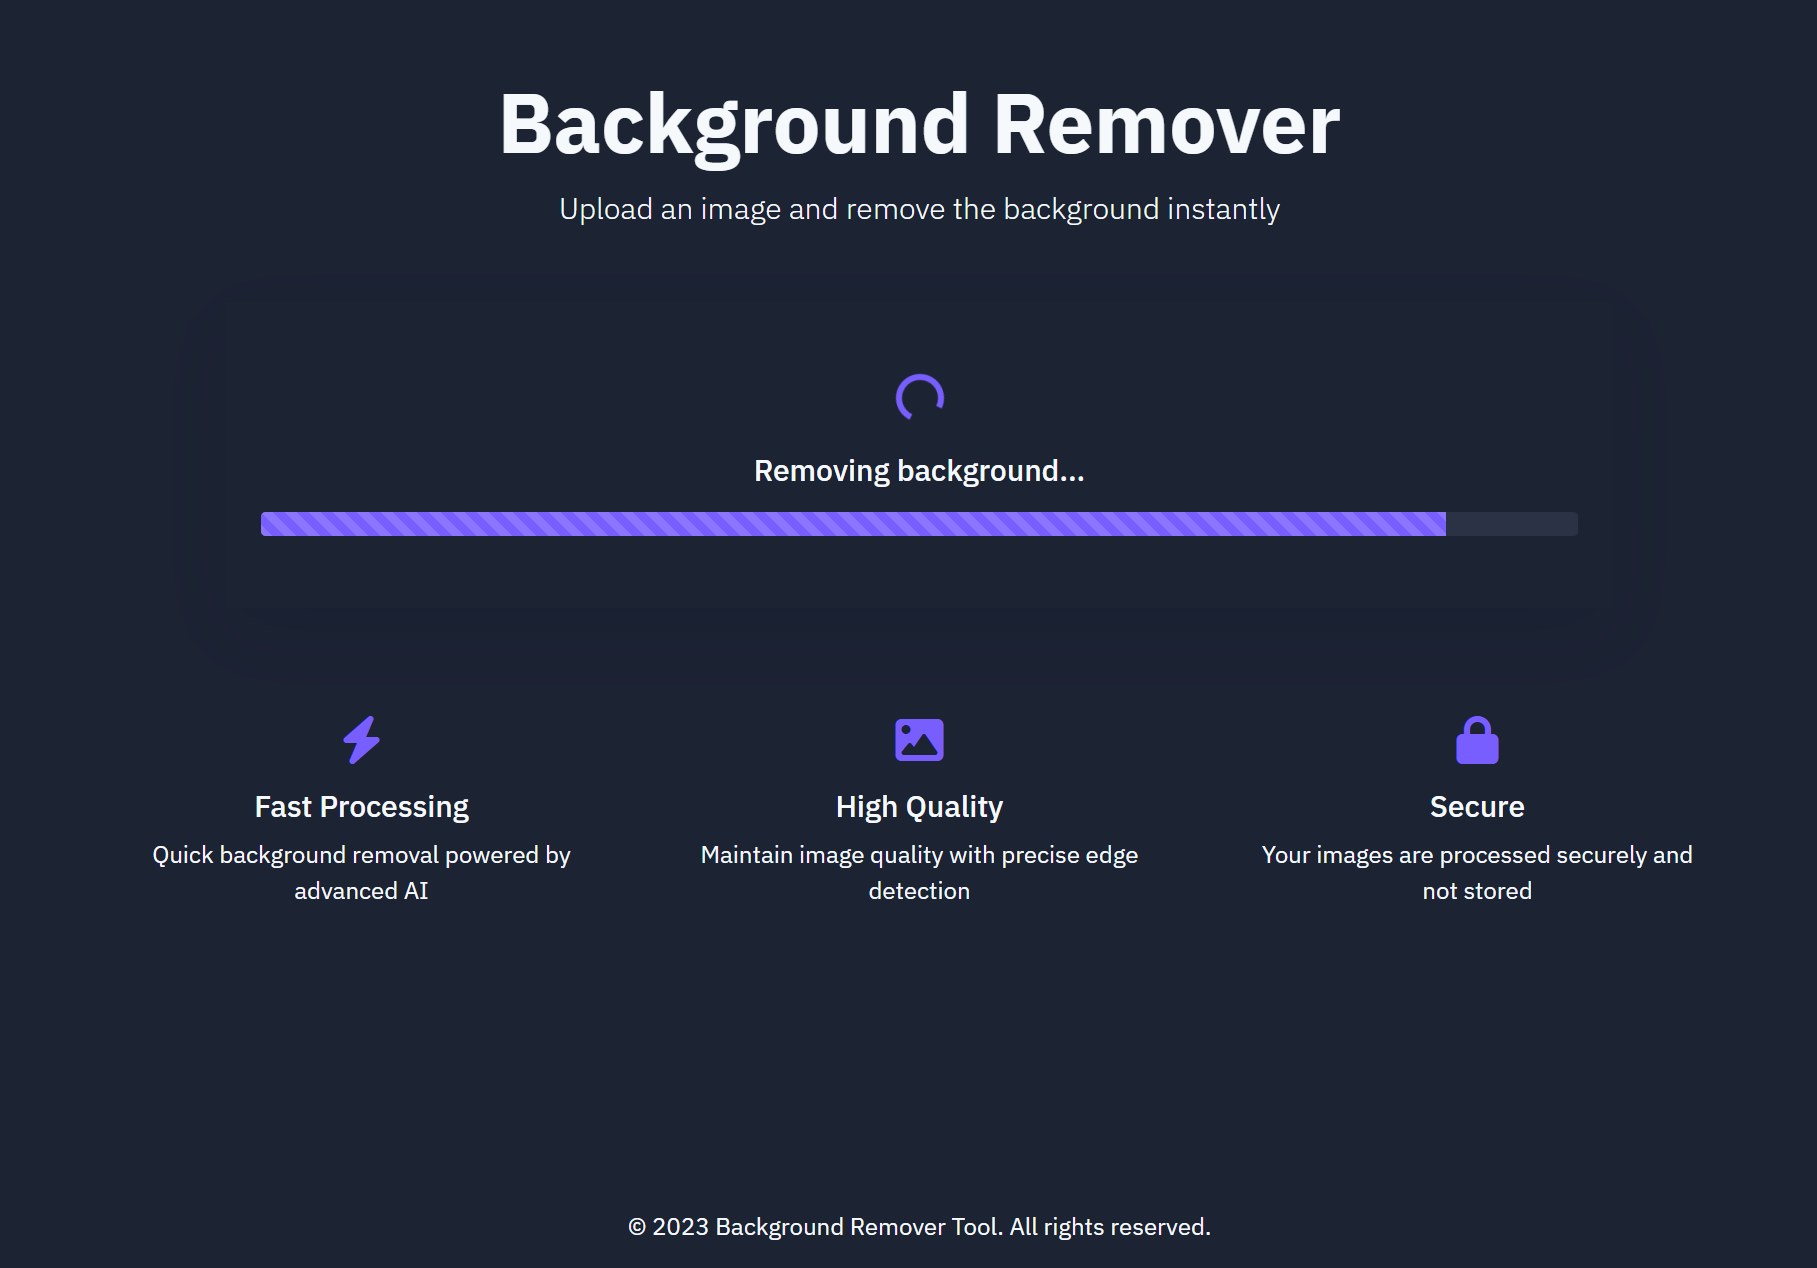 Background Remover
Upload an image and remove the background instantly
Removing background...
Fast Processing
Quick background removal powered by
advanced AI
High Quality
Maintain image quality with precise edge
detection
Secure
Your images are processed securely and
not stored
© 2023 Background Remover Tool. All rights reserved.